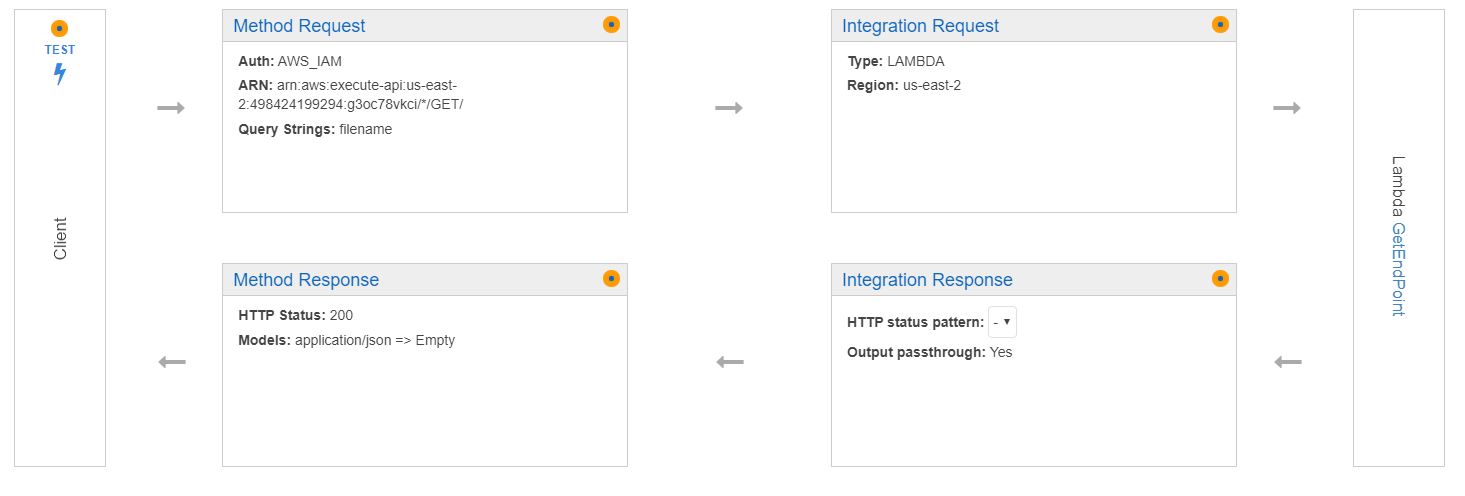 TEST
Client
Method Request
Auth: AWS_IAM
ARN: arn:aws:execute-api:us-east-
2:498424199294:g3oc78vkci/*/GET/
Query Strings: filename
Integration Request
Type: LAMBDA
Region: us-east-2
Lambda GetEndPoint
Method Response
HTTP Status: 200
Models: application/json => Empty
Integration Response
HTTP status pattern: -
Output passthrough: Yes